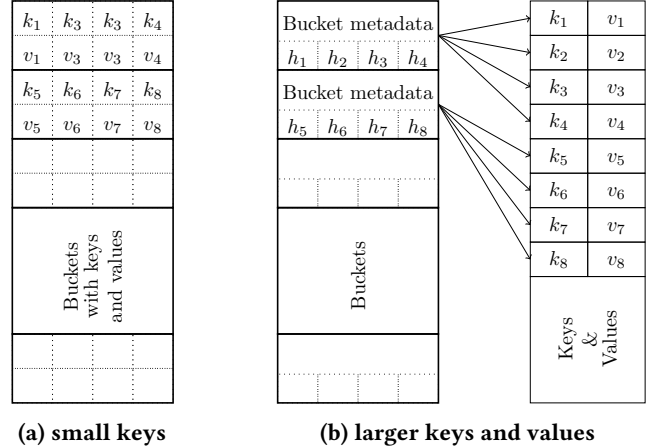 k1 k3 k3 k4
v1 v3 v3 v4
k5 k6 k7 k8
v5 v6 v7 v8
Buckets
with keys
and values
(a) small keys
Bucket metadata
h1 h2 h3 h4
Bucket metadata
h5 h6 h7 h8
Buckets
k1 v1
k2 v2
k3 v3
k4 v4
k5 v5
k6 v6
k7 v7
k8 v8
Keys
&
Values
(b) larger keys and values